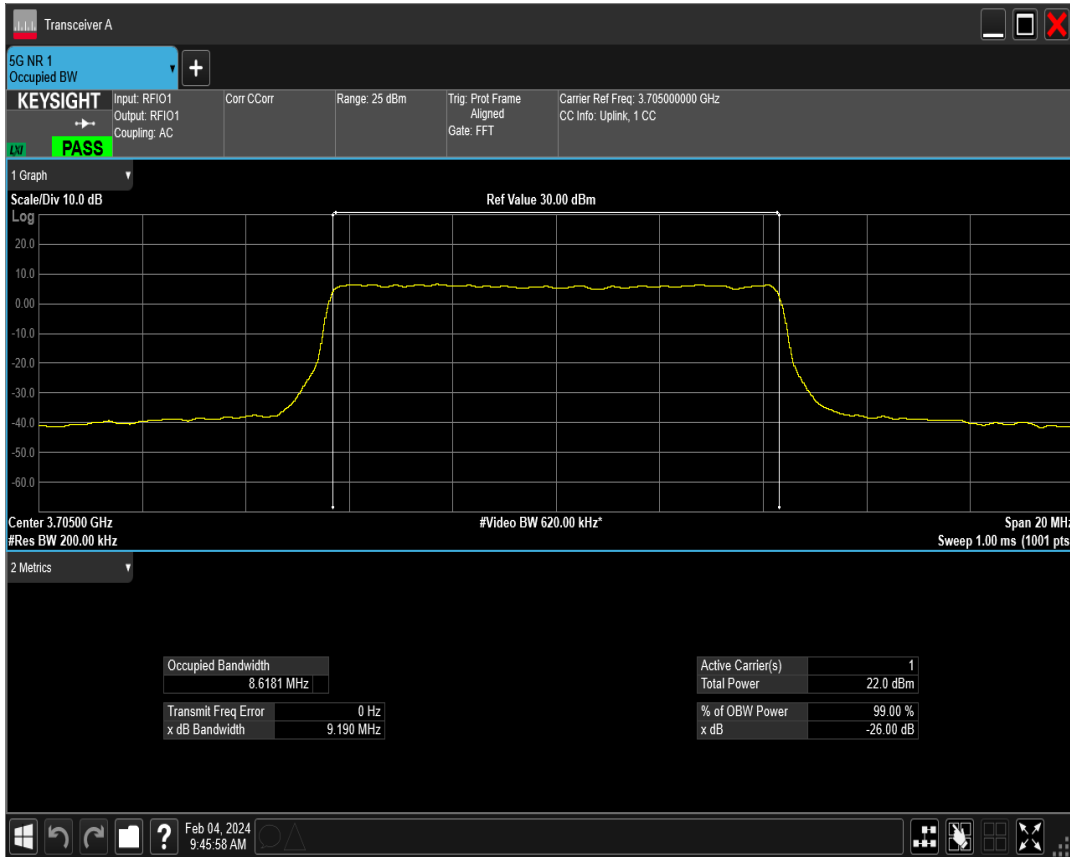 Transceiver A
5G NR 1
Occupied BW
KEYSIGHT
LXI
PASS
Input: RFIO1
Output: RFIO1
Coupling: AC
Corr CCorr
Range: 25 dBm
Trig: Prot Frame
Aligned
Gate: FFT
Carrier Ref Freq: 3.705000000 GHz
CC Info: Uplink, 1 CC
1 Graph
Scale/Div 10.0 dB
Ref Value 30.00 dBm
Log
20.0
10.0
0.00
-10.0
-20.0
-30.0
-40.0
-50.0
-60.0
Center 3.70500 GHz
#Video BW 620.00 kHz*
Span 20 MHz
#Res BW 200.00 kHz
Sweep 1.00 ms (1001 pts
2 Metrics
Occupied Bandwidth
8.6181 MHz
Transmit Freq Error 0 Hz
x dB Bandwidth 9.190 MHz
Active Carrier(s) 1
Total Power 22.0 dBm
% of OBW Power 99.00 %
x dB -26.00 dB
?
Feb 04, 2024
9:45:58 AM